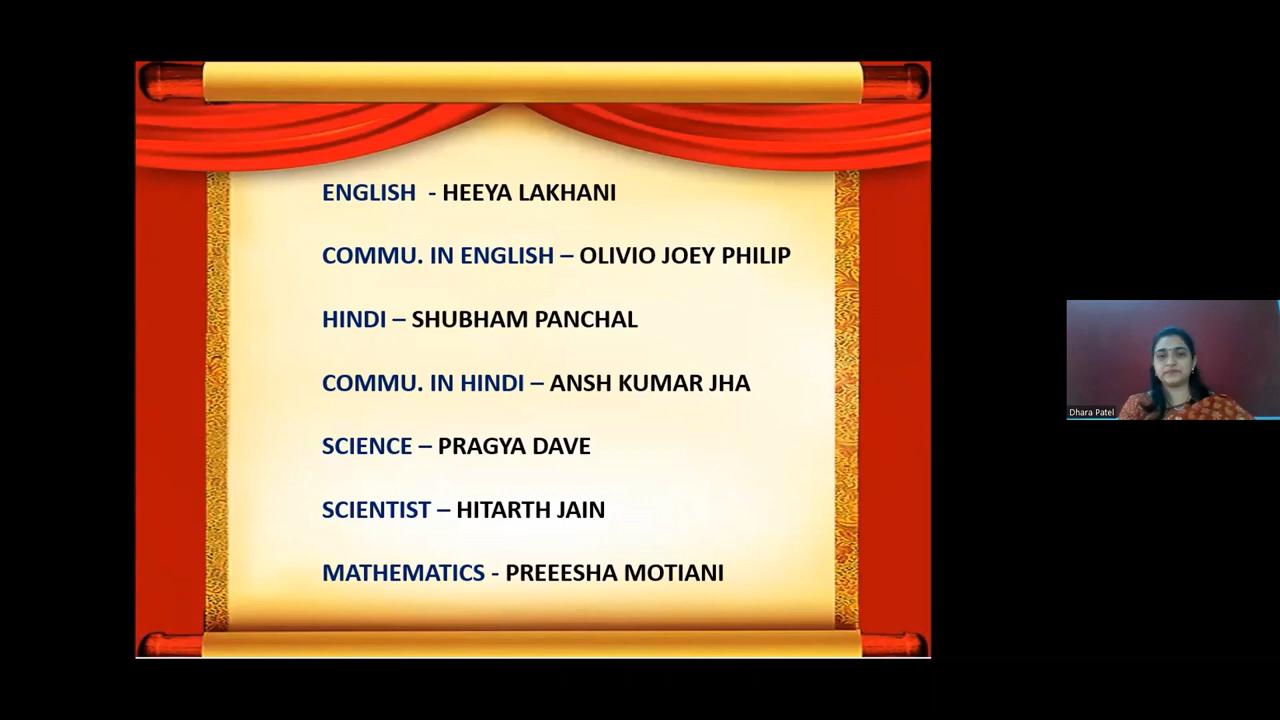 ENGLISH - HEEYA LAKHANI
COMMU. IN ENGLISH – OLIVIO JOEY PHILIP
HINDI – SHUBHAM PANCHAL
COMMU. IN HINDI – ANSH KUMAR JHA
SCIENCE – PRAGYA DAVE
SCIENTIST – HITARTH JAIN
MATHEMATICS - PREEESHA MOTIANI
Dhara Patel